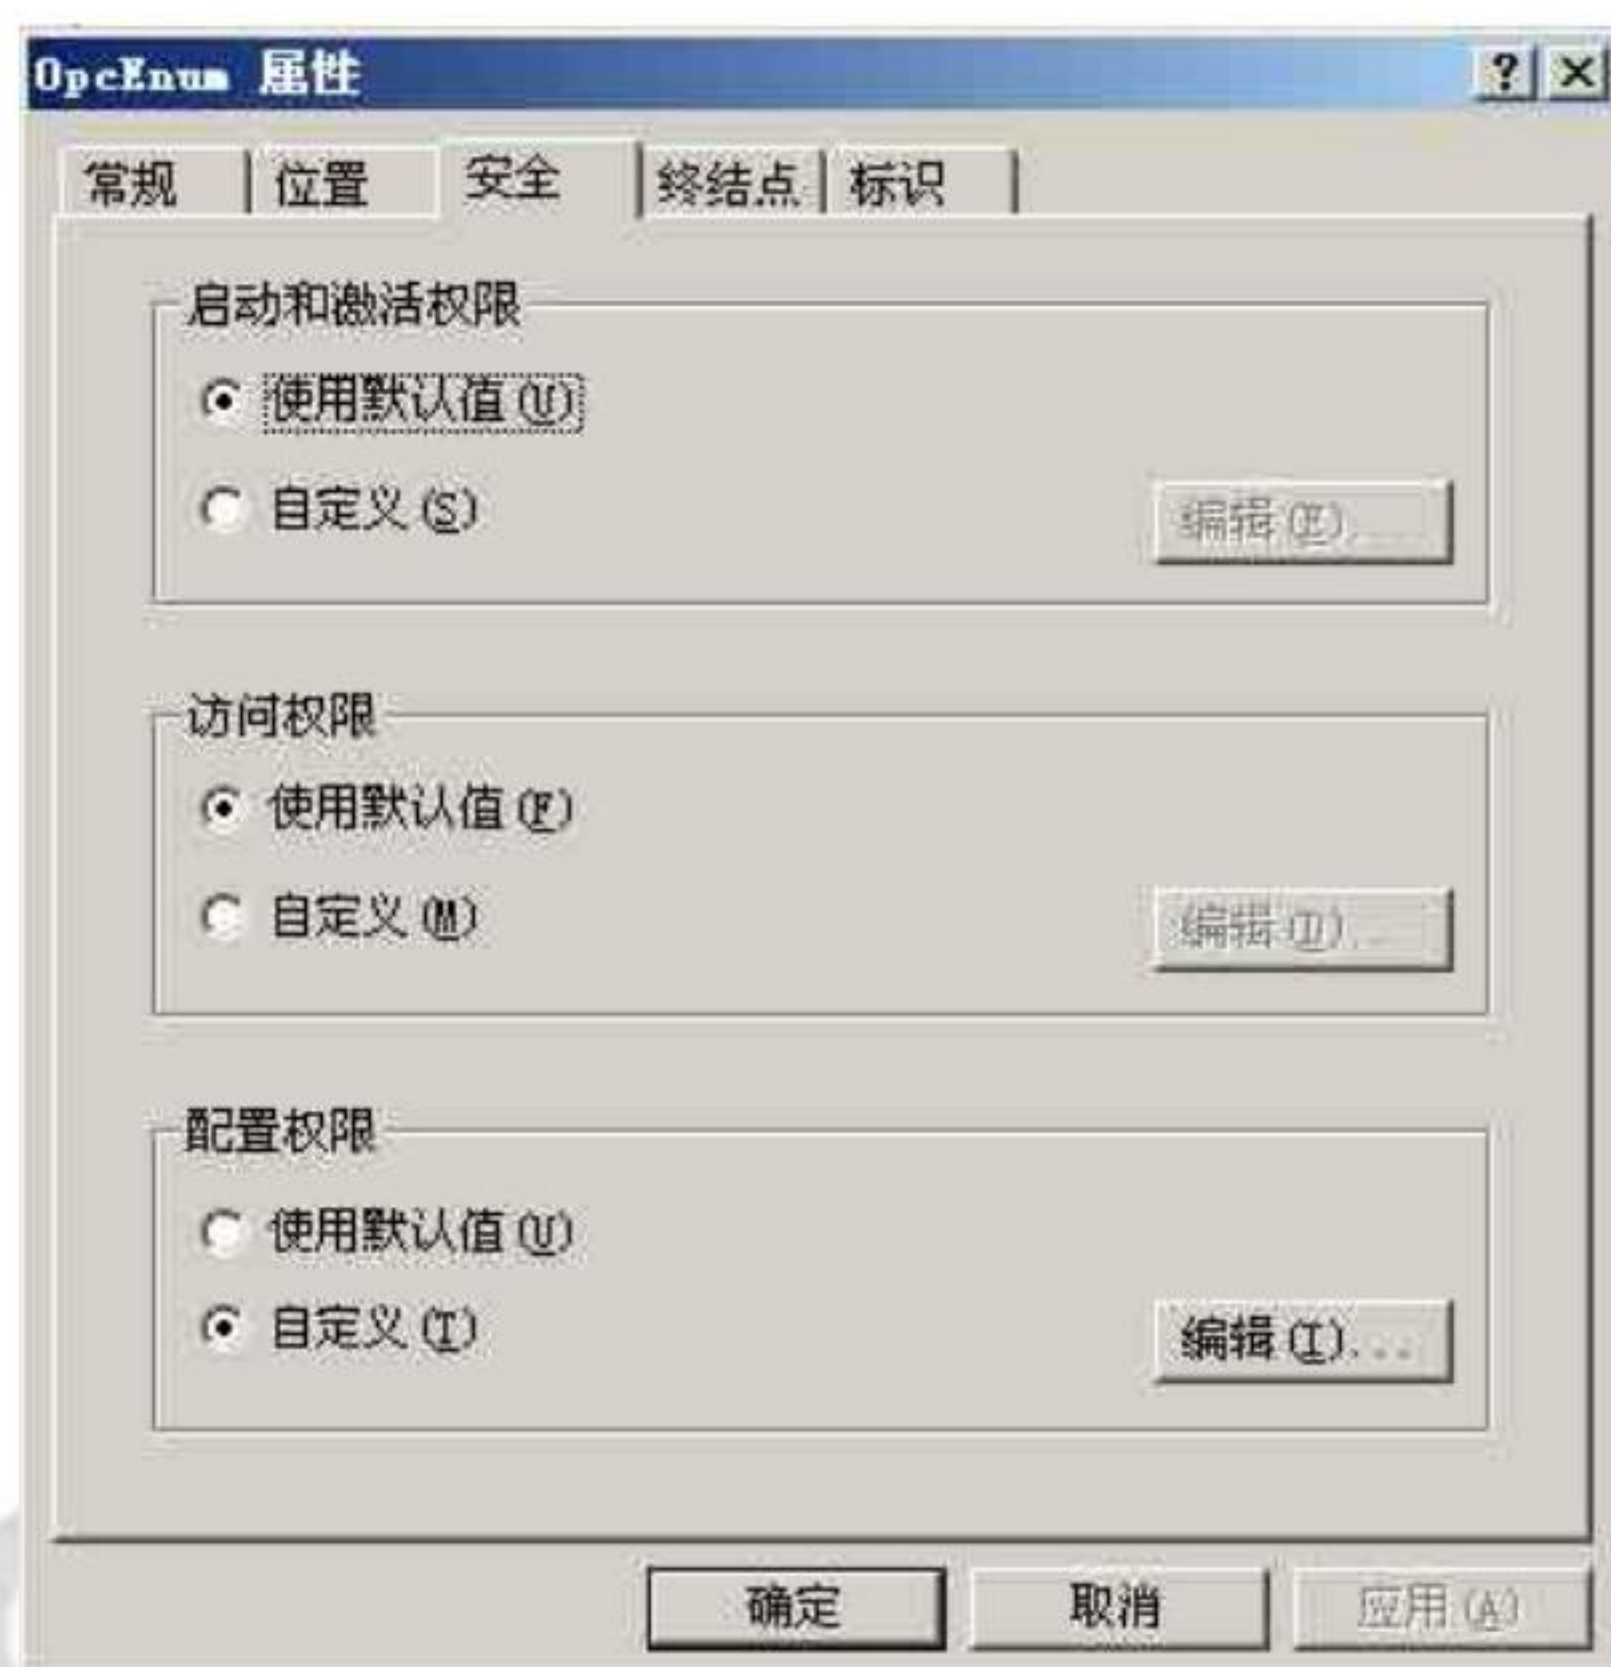 OpcEnum 属性
常规 位置 安全 终结点 标识
启动和激活权限
使用默认值(U)
自定义(S)
编辑(E)...
访问权限
使用默认值(F)
自定义(M)
编辑(D)...
配置权限
使用默认值(U)
自定义(T)
编辑(I)...
确定 取消 应用(A)